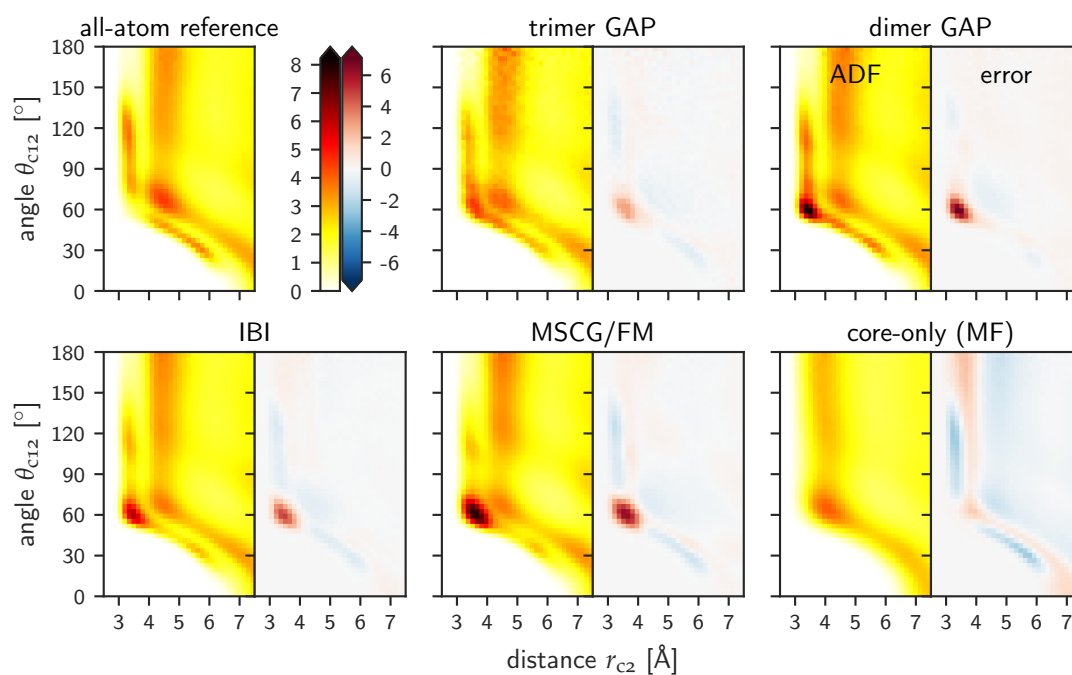 all-atom reference
trimer GAP
dimer GAP
ADF
error
180
150
120
90
60
30
0
angle θc12 [°]
8
7
6
5
4
3
2
1
0
6
4
2
0
-2
-4
-6
IBI
MSCG/FM
core-only (MF)
180
150
120
90
60
30
0
angle θc12 [°]
3 4 5 6 7 3 4 5 6 7 3 4 5 6 7 3 4 5 6 7 3 4 5 6 7 3 4 5 6 7
distance rc2 [Å]